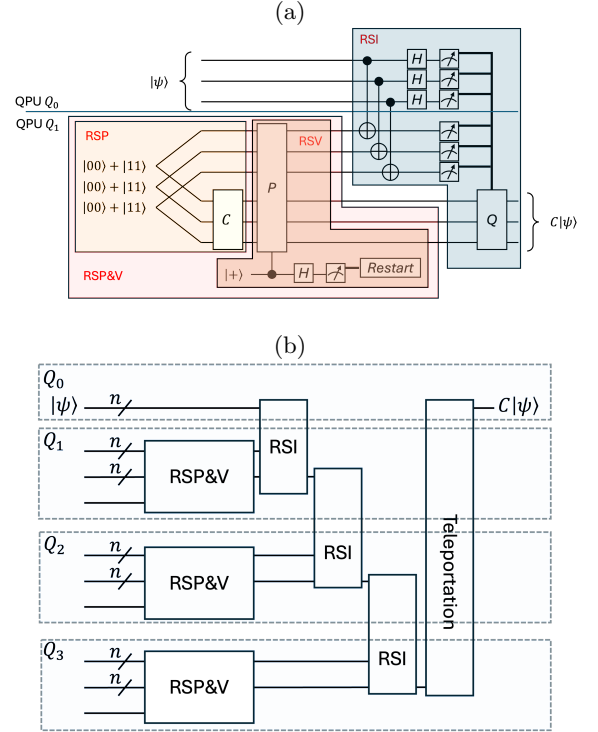 (a)
RSI
H
|ψ⟩
H
H
QPU Q₀
QPU Q₁
RSP
RSV
|00⟩ + |11⟩
|00⟩ + |11⟩
|00⟩ + |11⟩
P
C
Q
C|ψ⟩
RSP&V
|+⟩
H
Restart
(b)
Q₀
|ψ⟩
n
C|ψ⟩
Q₁
n
n
RSP&V
RSI
Q₂
n
n
RSP&V
RSI
Teleportation
Q₃
n
n
RSP&V
RSI